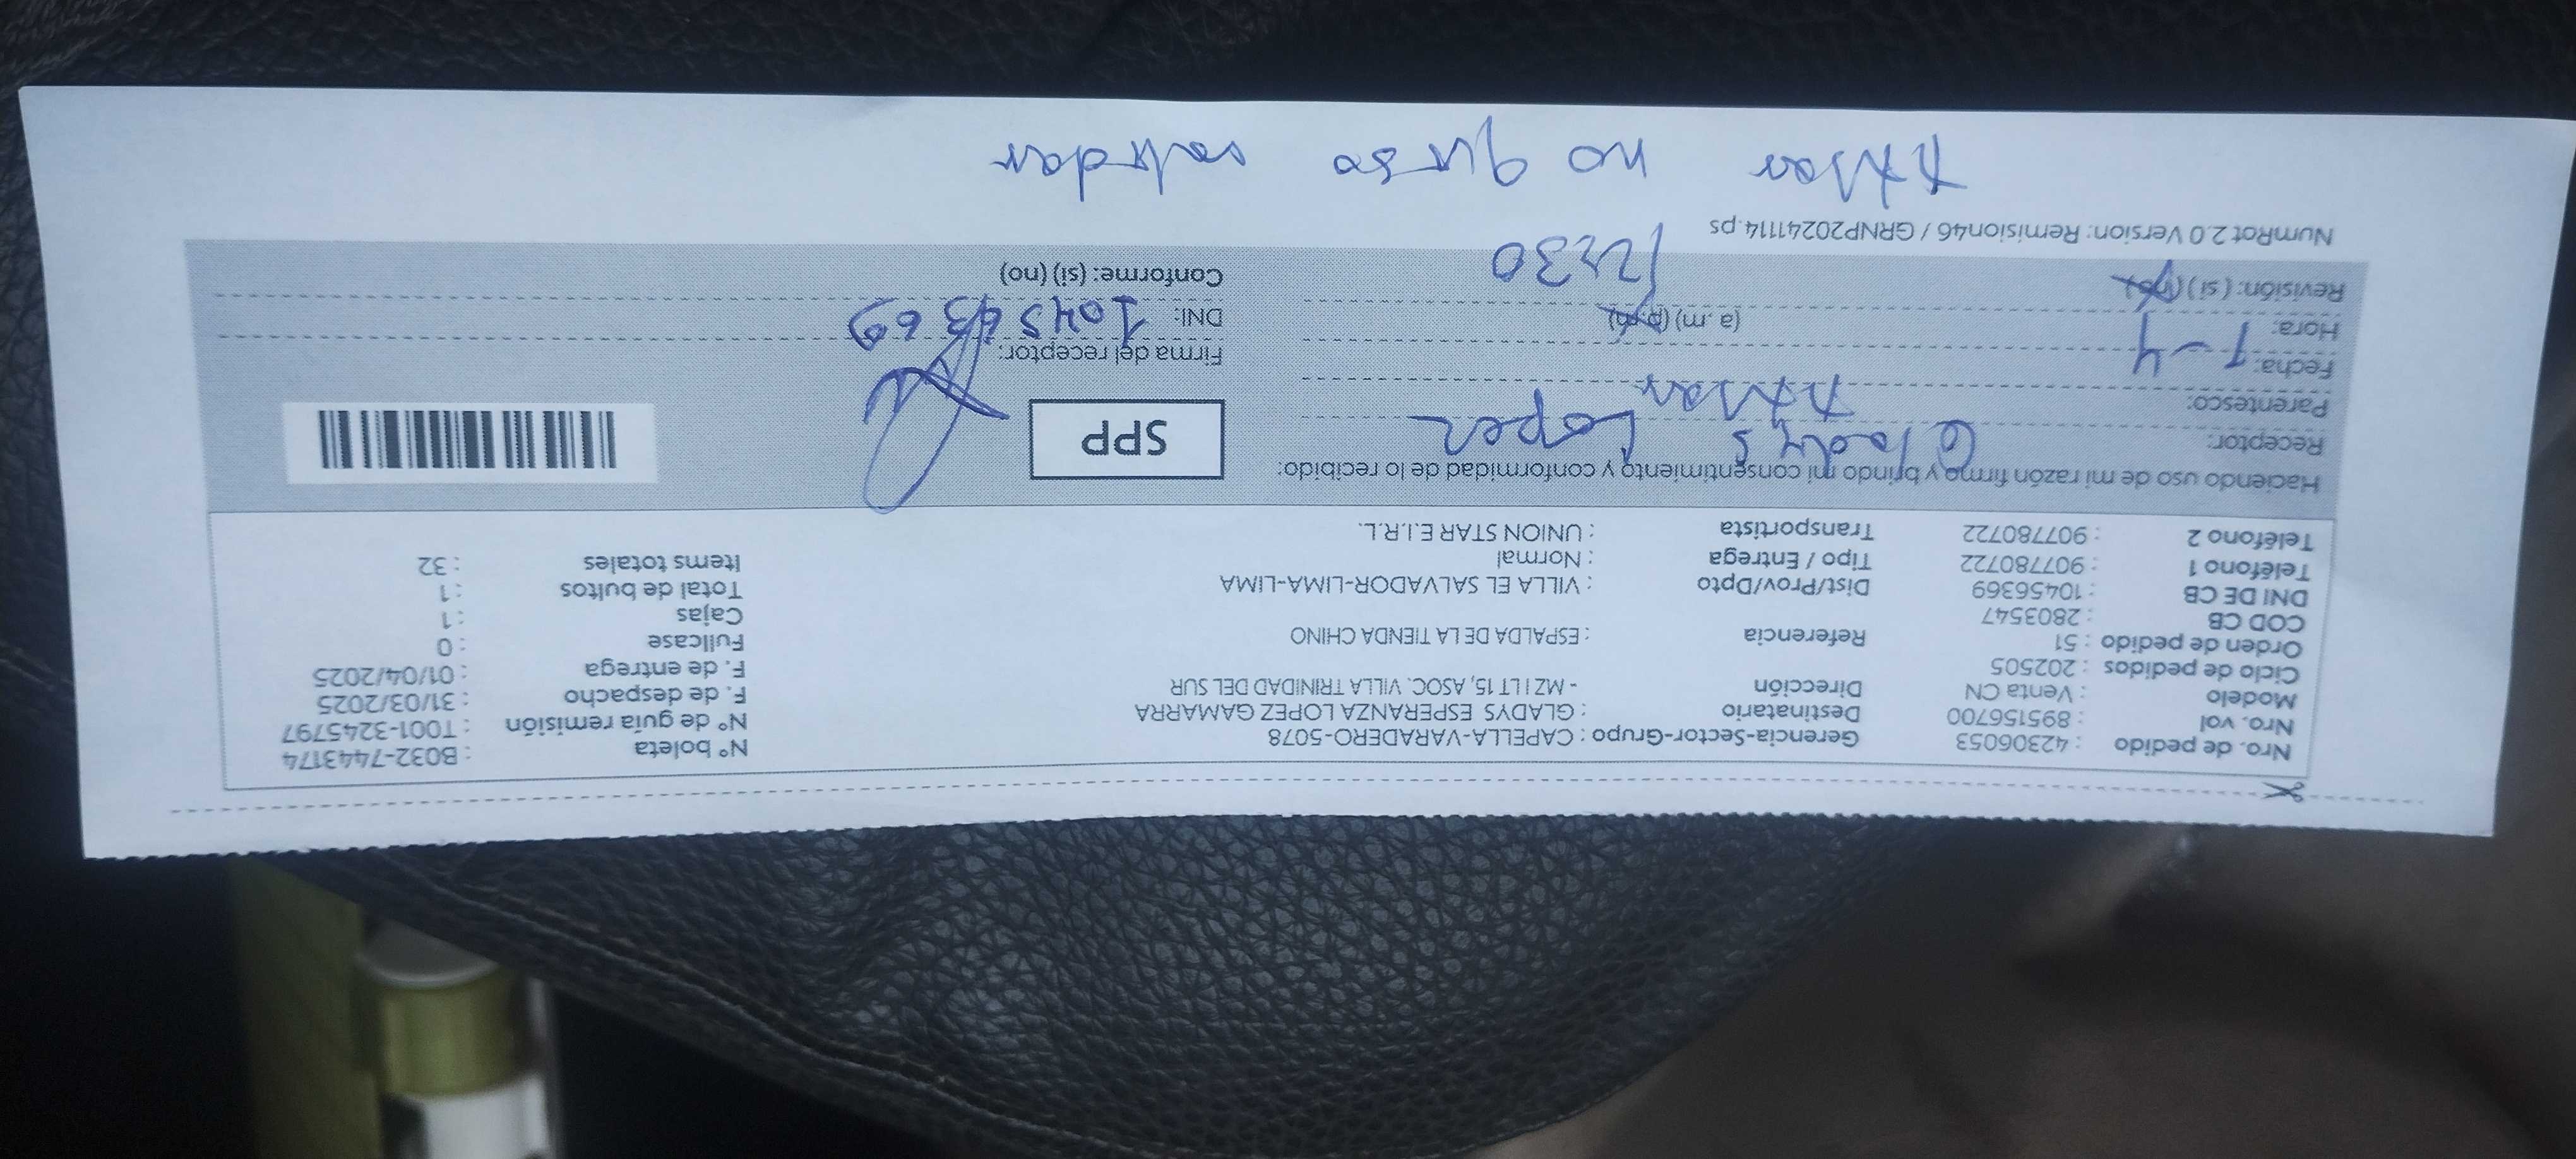 Nro. de pedido : 42306053 Gerencia-Sector-Grupo : CAPELLA-VARADERO-5078 N° boleta : B032-7443174
Nro. vol : 895156700 Destinatario : GLADYS ESPERANZA LOPEZ GAMARRA N° de guía remisión : T001-3245797
Modelo : Venta CN Dirección - MZ I LT 15, ASOC. VILLA TRINIDAD DEL SUR F. de despacho : 31/03/2025
Ciclo de pedidos : 202505 F. de entrega : 01/04/2025
Orden de pedido : 51 Referencia : ESPALDA DE LA TIENDA CHINO Fullcase : 0
COD CB : 2803547 Cajas : 1
DNI DE CB : 10456369 Dist/Prov/Dpto : VILLA EL SALVADOR-LIMA-LIMA Total de bultos : 1
Teléfono 1 : 907780722 Tipo / Entrega : Normal Items totales : 32
Teléfono 2 : 907780722 Transportista : UNION STAR E.I.R.L.
Haciendo uso de mi razón firmo y brindo mi consentimiento y conformidad de lo recibido:
Receptor: Gladys Lopez
SPP
Parentesco: titular
Fecha: 1-4 Firma del receptor:
Hora: 12:30 (a.m) (p.m) DNI: 10456369
Revisión: (si) (no) Conforme: (si) (no)
NumRot 2.0 Version: Remision46 / GRNP20241114.ps
no quiso